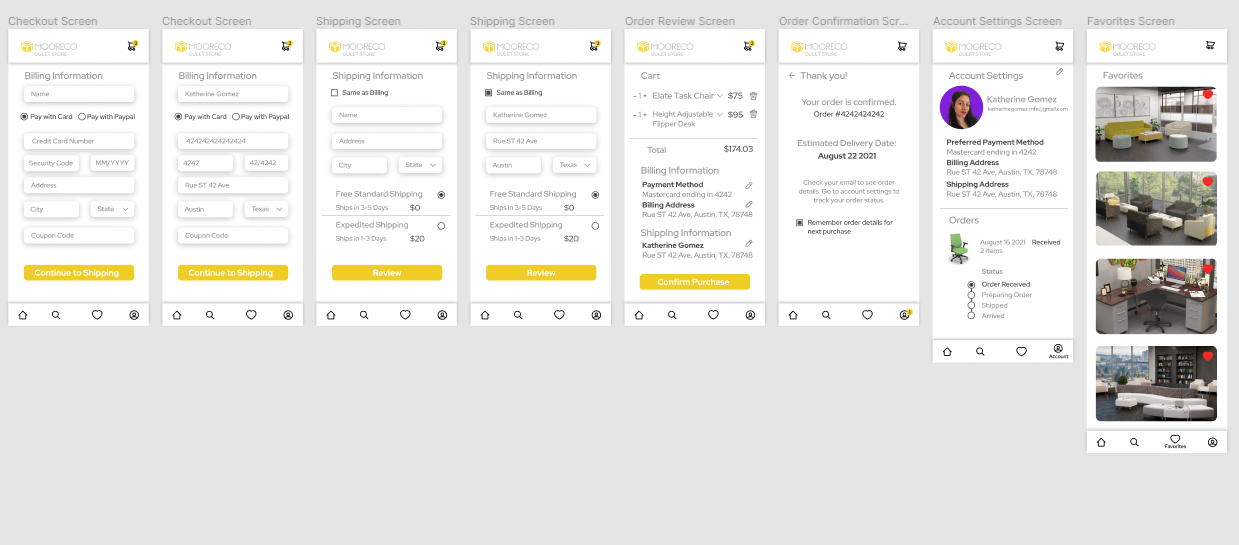 Checkout Screen
MOORECO
OULET STORE
2
Billing Information
Name
Pay with Card Pay with Paypal
Credit Card Number
Security Code MM/YYYY
Address
City State
Coupon Code
Continue to Shipping
Checkout Screen
MOORECO
OULET STORE
2
Billing Information
Katherine Gomez
Pay with Card Pay with Paypal
4242424242424242
4242 42/4242
Rue ST 42 Ave
Austin Texas
Coupon Code
Continue to Shipping
Shipping Screen
MOORECO
OULET STORE
2
Shipping Information
Same as Billing
Name
Address
City State
Free Standard Shipping
Ships in 3-5 Days $0
Expedited Shipping
Ships in 1-3 Days $20
Review
Shipping Screen
MOORECO
OULET STORE
2
Shipping Information
Same as Billing
Katherine Gomez
Rue ST 42 Ave
Austin Texas
Free Standard Shipping
Ships in 3-5 Days $0
Expedited Shipping
Ships in 1-3 Days $20
Review
Order Review Screen
MOORECO
OULET STORE
2
Cart
- 1 + Elate Task Chair $75
- 1 + Height Adjustable $95
Flipper Desk
Total $174.03
Billing Information
Payment Method
Mastercard ending in 4242
Billing Address
Rue ST 42 Ave, Austin, TX, 78748
Shipping Information
Katherine Gomez
Rue ST 42 Ave, Austin, TX, 78748
Confirm Purchase
Order Confirmation Scr...
MOORECO
OULET STORE
Thank you!
Your order is confirmed.
Order #4242424242
Estimated Delivery Date:
August 22 2021
Check your email to see order
details. Go to account settings to
track your order status.
Remember order details for
next purchase
1
Account Settings Screen
MOORECO
OULET STORE
Account Settings
Katherine Gomez
Preferred Payment Method
Mastercard ending in 4242
Billing Address
Rue ST 42 Ave, Austin, TX, 78748
Shipping Address
Rue ST 42 Ave, Austin, TX, 78748
Orders
August 16 2021 Received
2 Items
Status
Order Received
Preparing Order
Shipped
Arrived
Account
Favorites Screen
MOORECO
OULET STORE
Favorites
Favorites